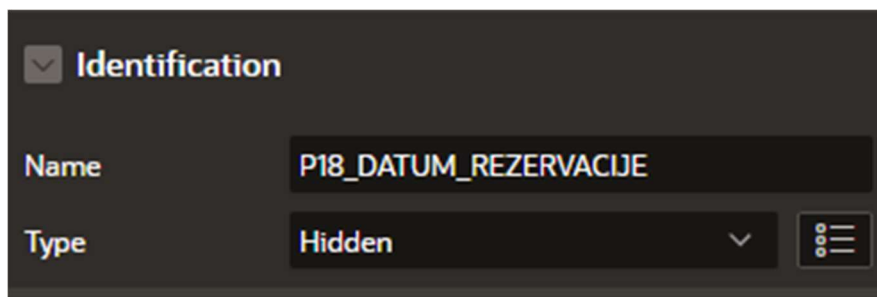 Identification
Name P18_DATUM_REZERVACIJE
Type Hidden